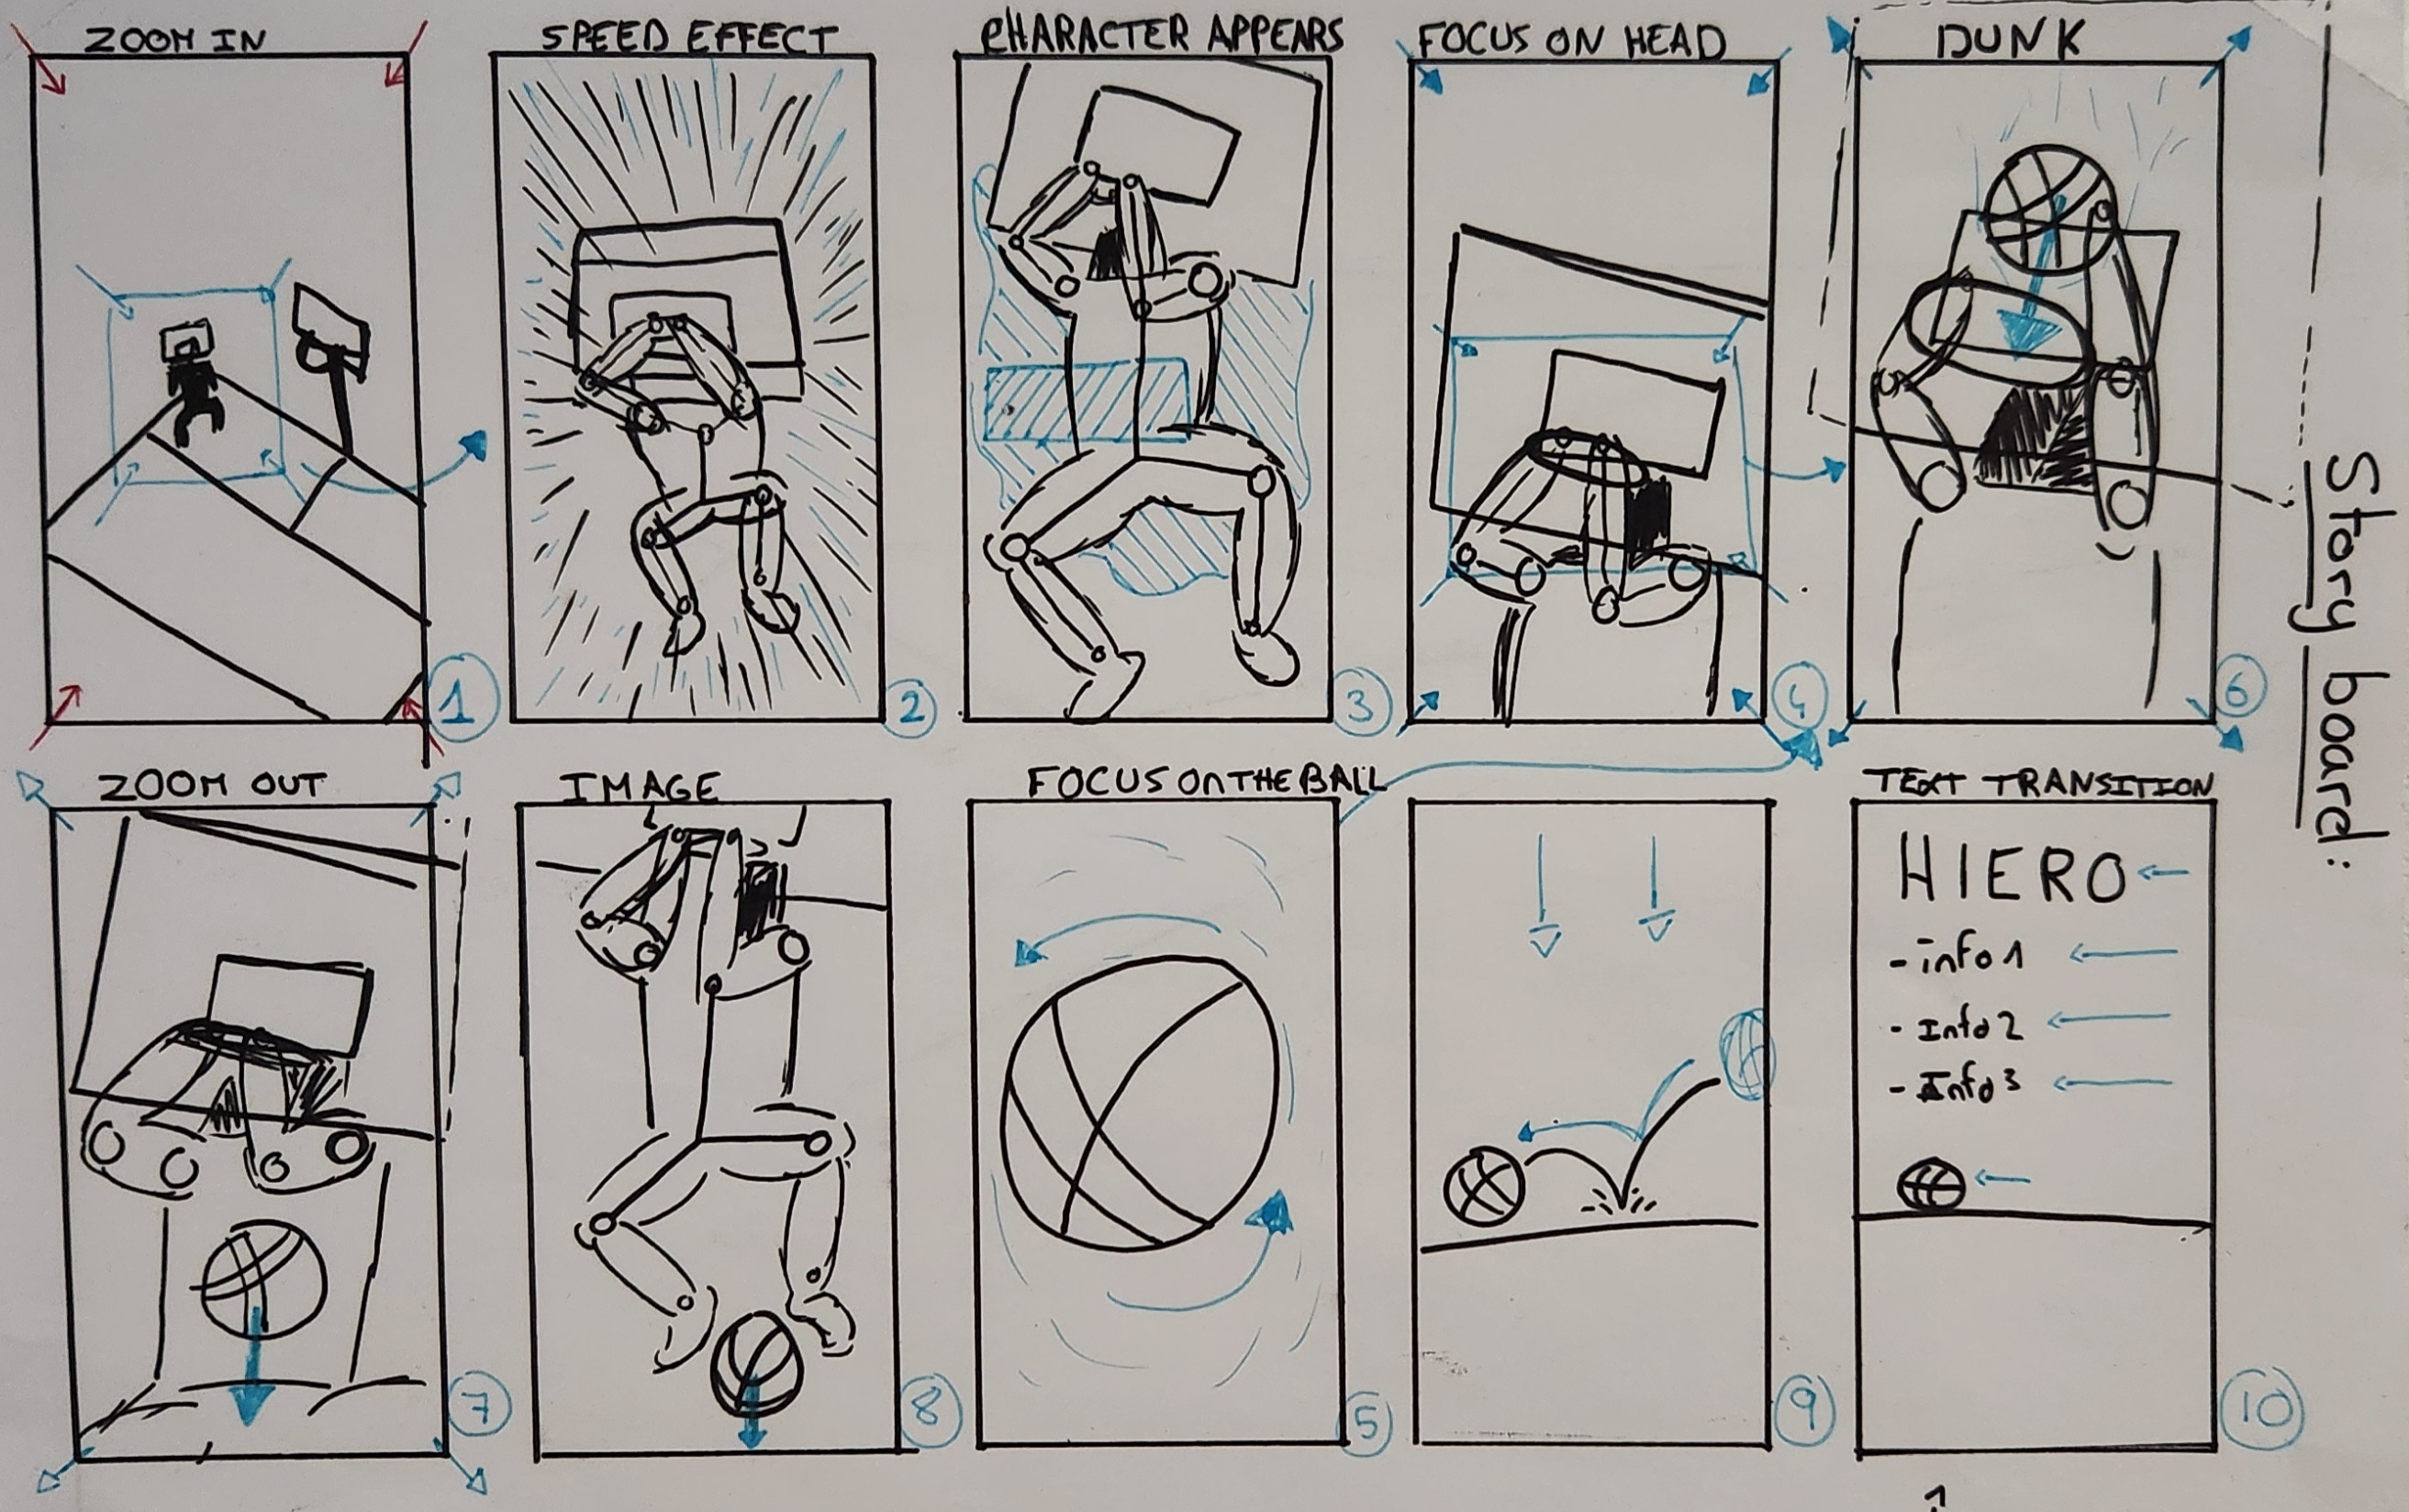 ZOOM IN
SPEED EFFECT
CHARACTER APPEARS
FOCUS ON HEAD
DUNK
1
2
3
4
6
Story board:
ZOOM OUT
IMAGE
FOCUS ON THE BALL
TEXT TRANSITION
HIERO
- info 1
- Info 2
- Info 3
7
8
5
9
10
1